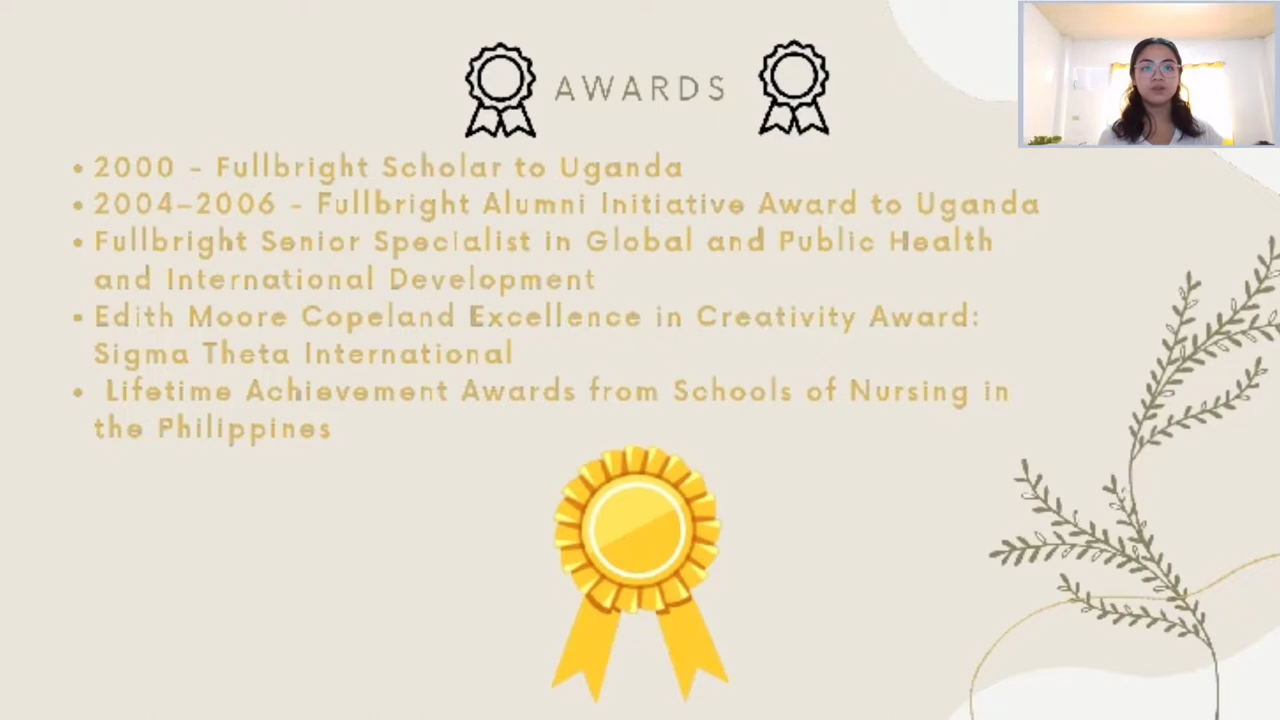 AWARDS
• 2000 - Fullbright Scholar to Uganda
• 2004–2006 - Fullbright Alumni Initiative Award to Uganda
• Fullbright Senior Specialist in Global and Public Health
and International Development
• Edith Moore Copeland Excellence in Creativity Award:
Sigma Theta International
• Lifetime Achievement Awards from Schools of Nursing in
the Philippines